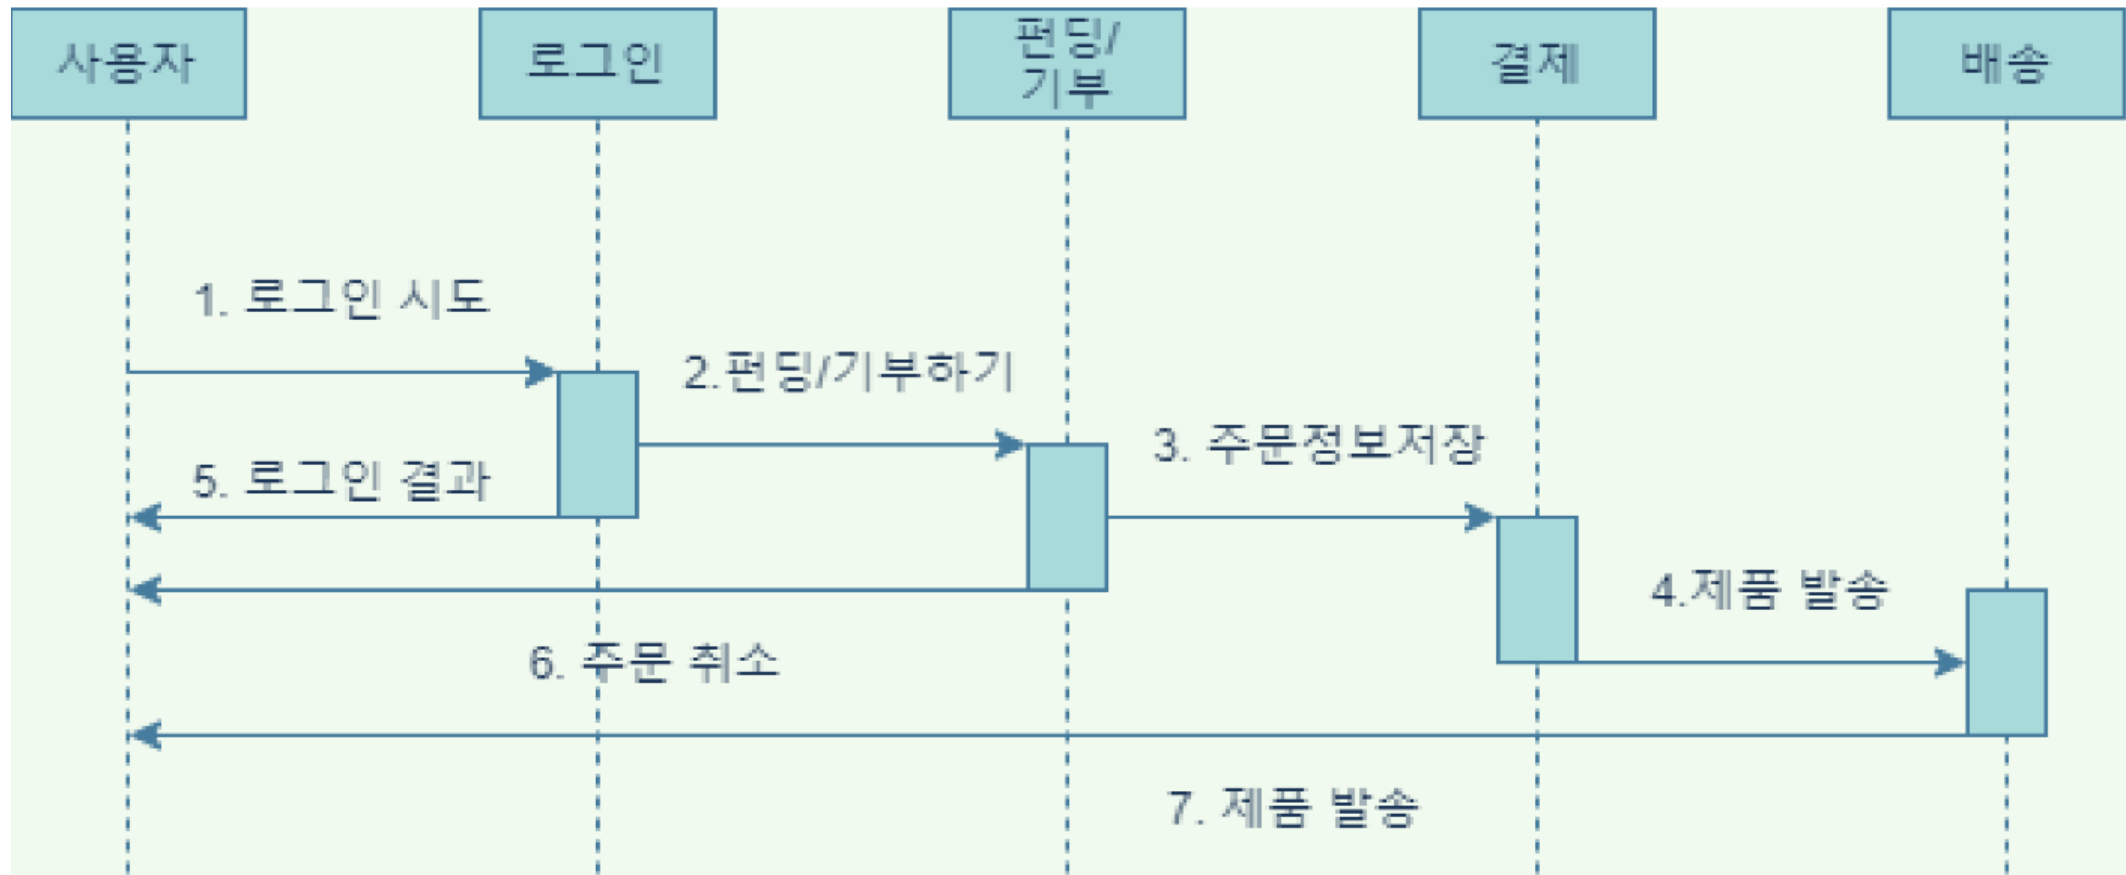 사용자
로그인
펀딩/
기부
결제
배송
1. 로그인 시도
2.펀딩/기부하기
3. 주문정보저장
5. 로그인 결과
4.제품 발송
6. 주문 취소
7. 제품 발송